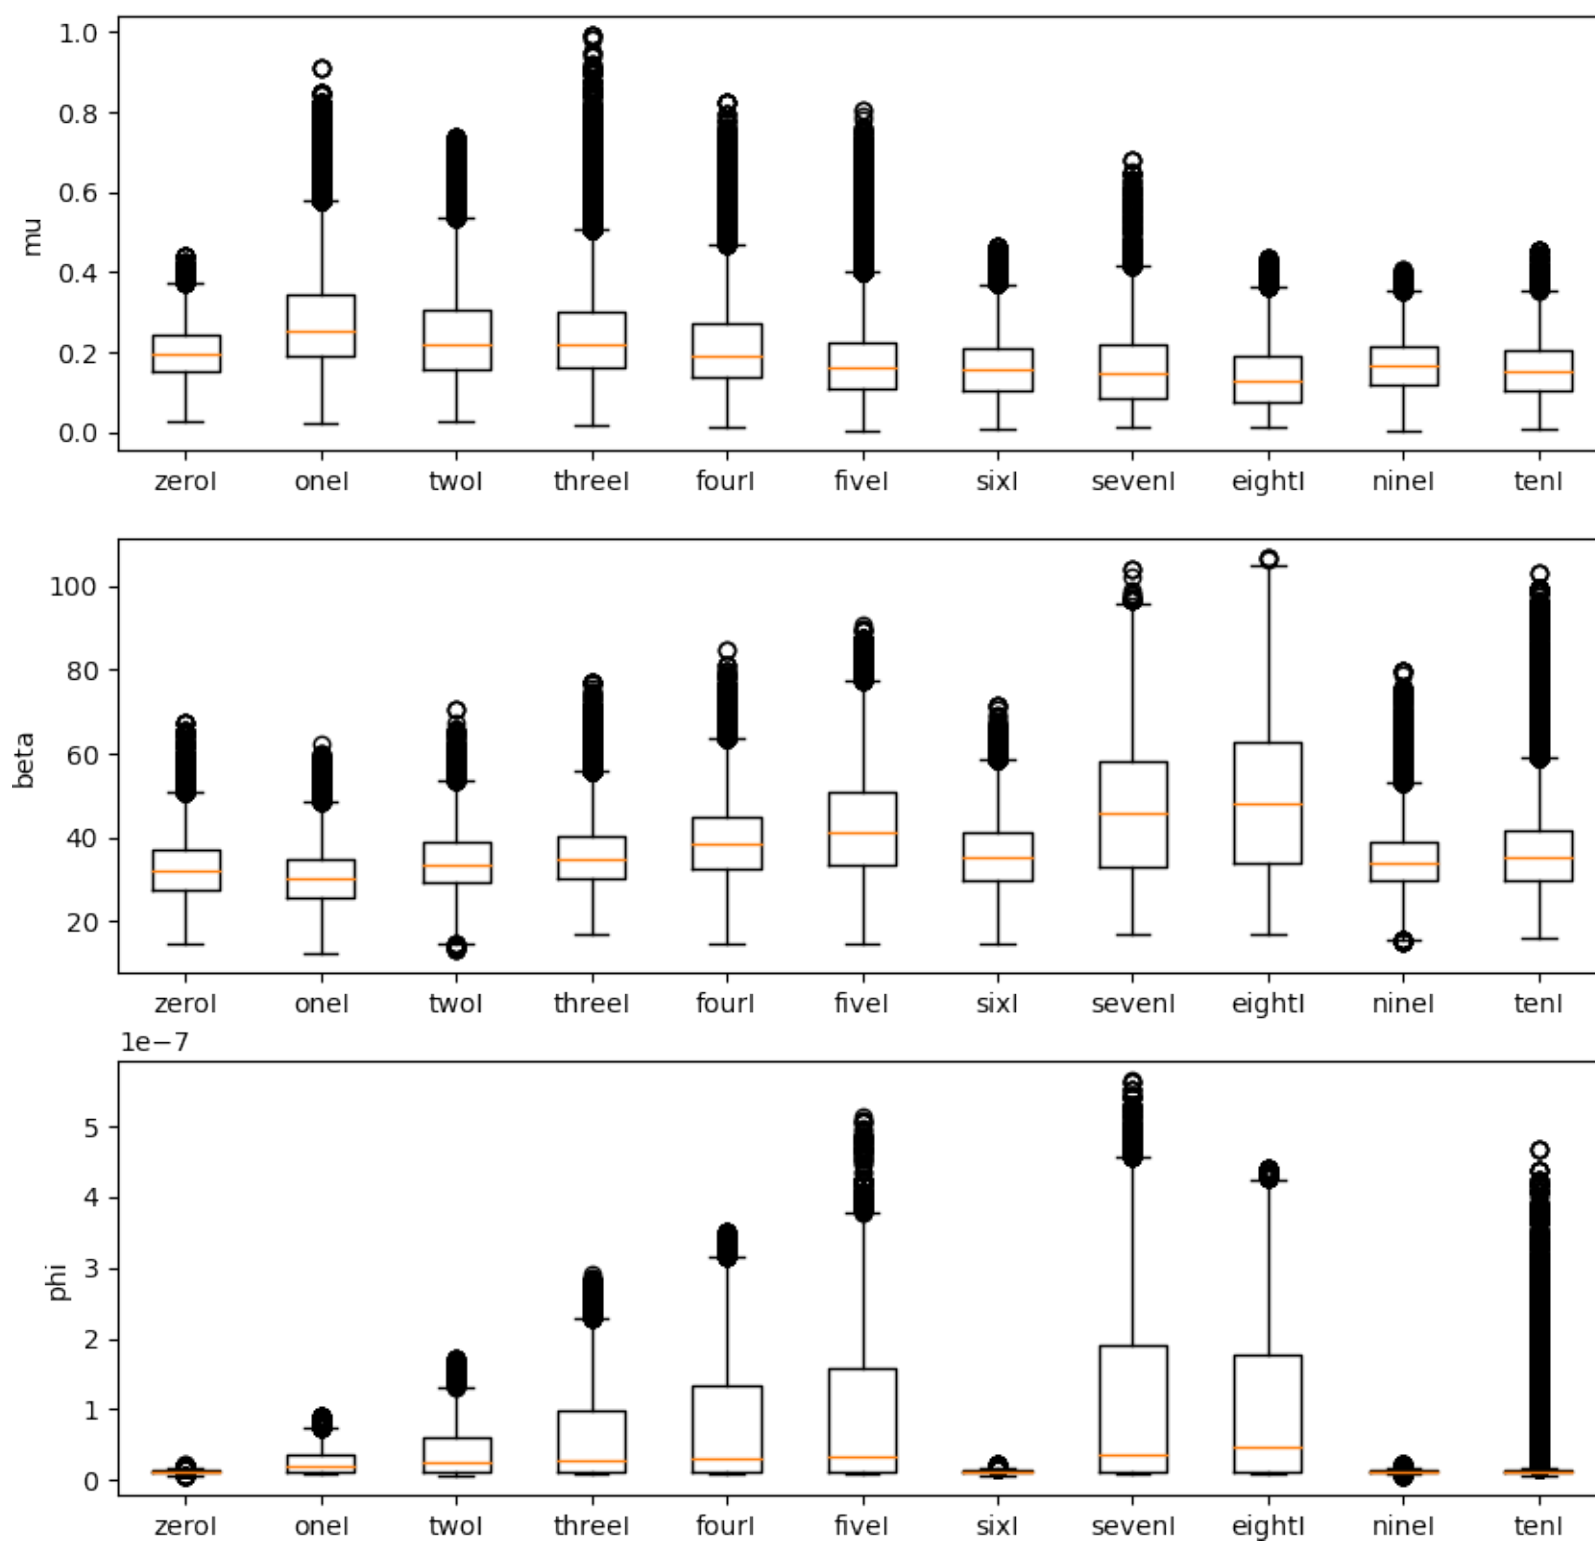 1.0
0.8
0.6
0.4
0.2
0.0
mu
zeroI oneI twoI threeI fourI fiveI sixI sevenI eightI nineI tenI
100
80
60
40
20
beta
zeroI oneI twoI threeI fourI fiveI sixI sevenI eightI nineI tenI
1e−7
5
4
3
2
1
0
phi
zeroI oneI twoI threeI fourI fiveI sixI sevenI eightI nineI tenI